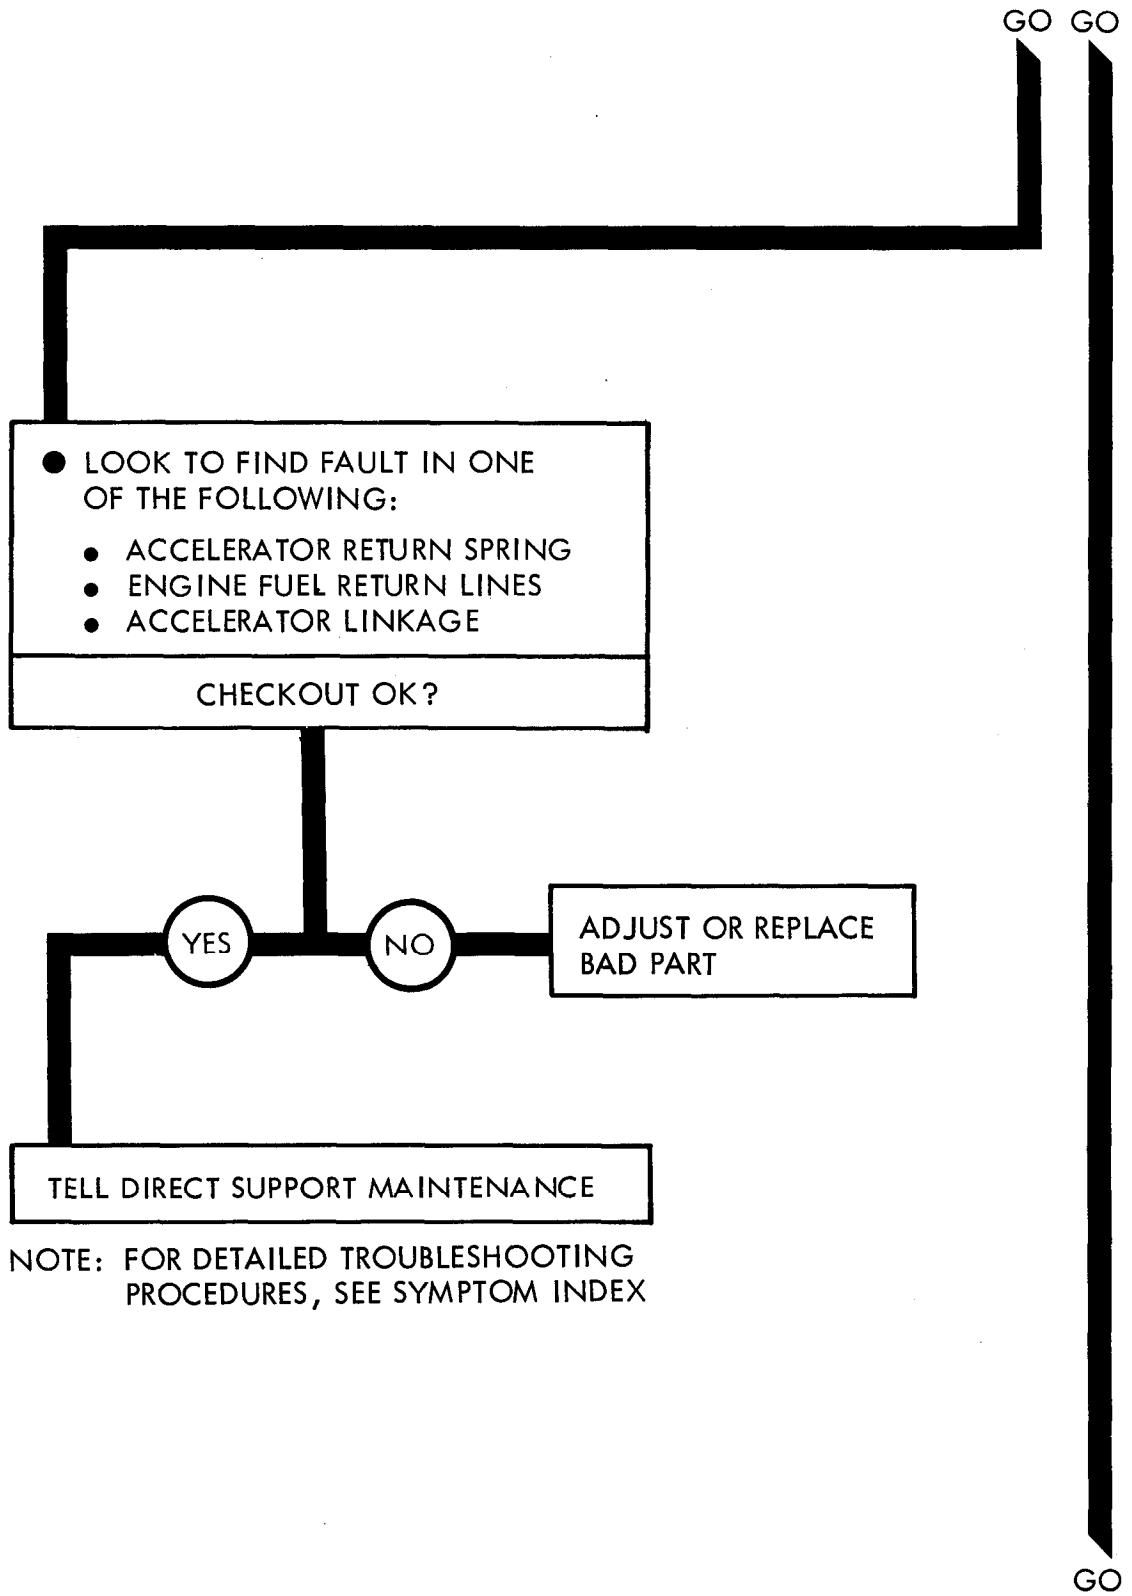 GO GO
● LOOK TO FIND FAULT IN ONE
OF THE FOLLOWING:
● ACCELERATOR RETURN SPRING
● ENGINE FUEL RETURN LINES
● ACCELERATOR LINKAGE
CHECKOUT OK?
YES
NO
ADJUST OR REPLACE
BAD PART
TELL DIRECT SUPPORT MAINTENANCE
NOTE: FOR DETAILED TROUBLESHOOTING
PROCEDURES, SEE SYMPTOM INDEX
GO